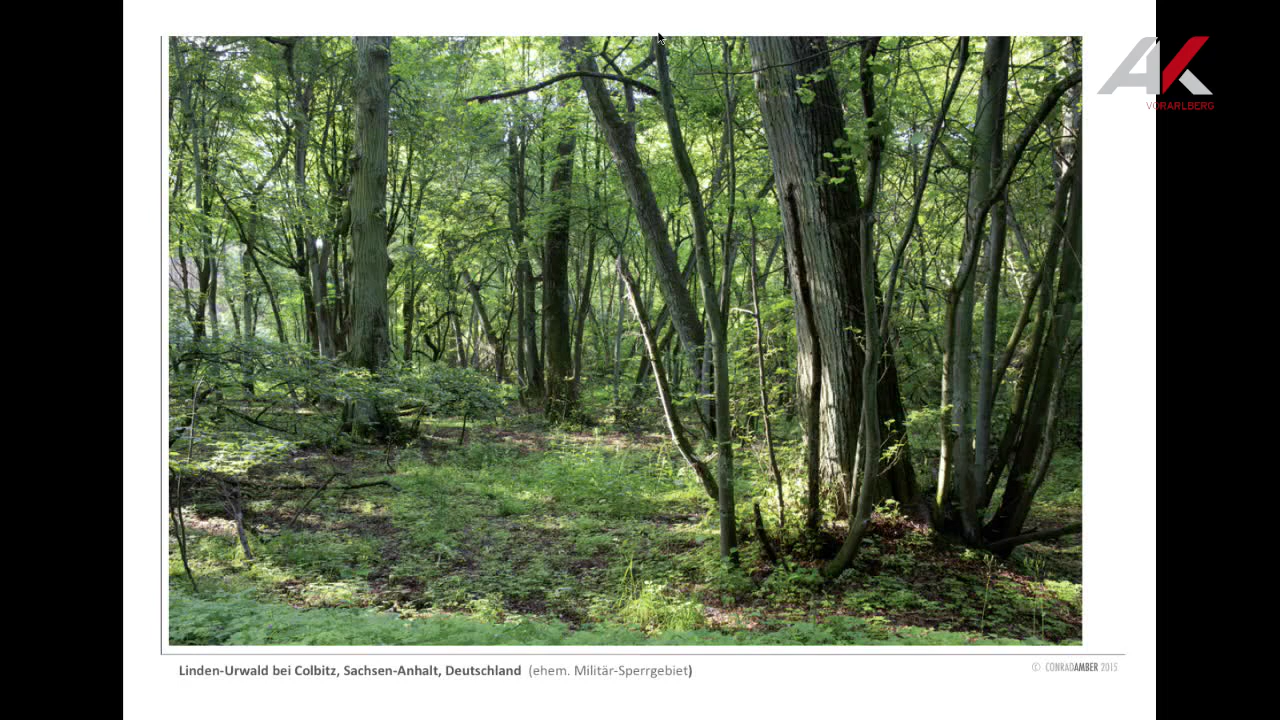 AK
VORARLBERG
Linden-Urwald bei Colbitz, Sachsen-Anhalt, Deutschland (ehem. Militär-Sperrgebiet)
© CONRADAMBER 2015